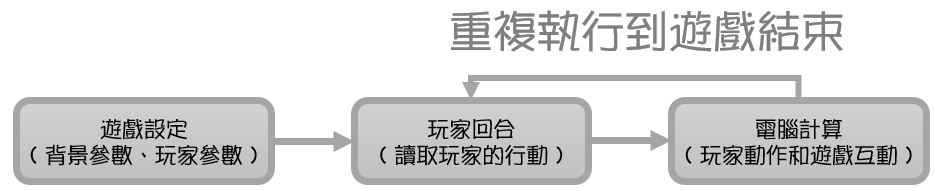 重複執行到遊戲結束
遊戲設定
(背景參數、玩家參數)
玩家回合
(讀取玩家的行動)
電腦計算
(玩家動作和遊戲互動)